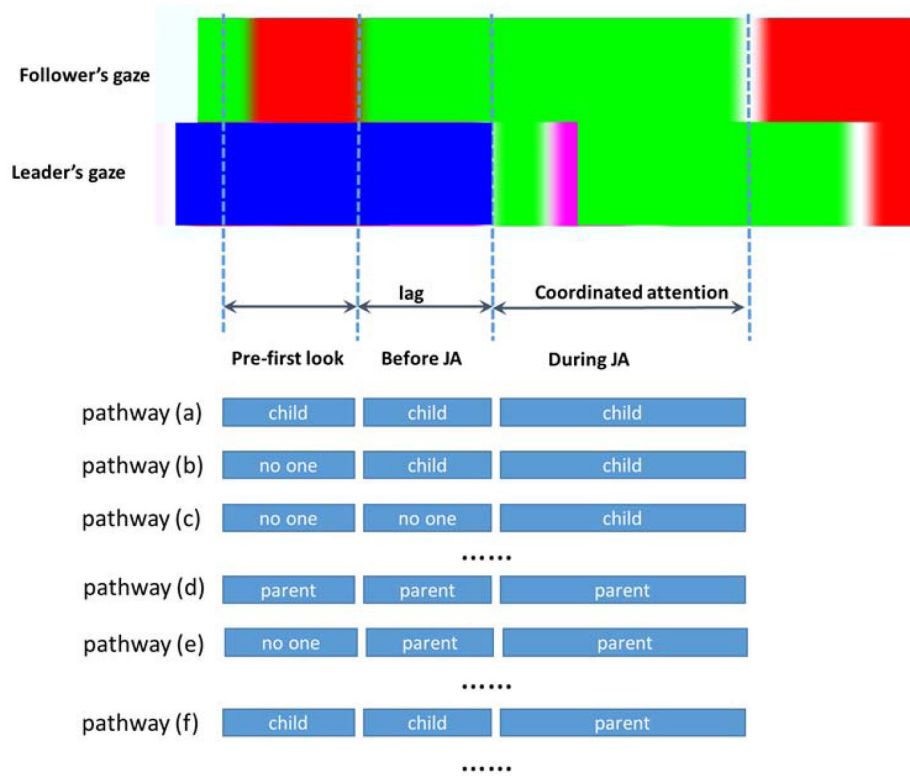 Follower's gaze
Leader's gaze
lag
Coordinated attention
Pre-first look Before JA During JA
pathway (a) child child child
pathway (b) no one child child
pathway (c) no one no one child
......
pathway (d) parent parent parent
pathway (e) no one parent parent
......
pathway (f) child child parent
......